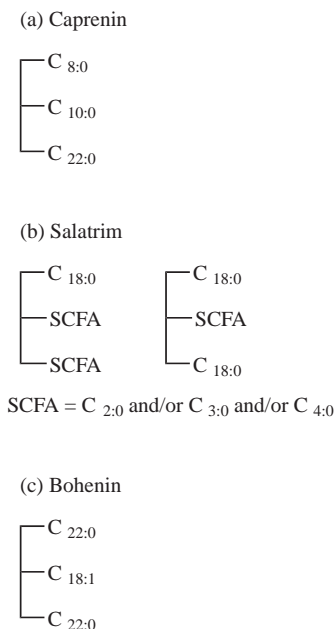 (a) Caprenin
C 8:0
C 10:0
C 22:0
(b) Salatrim
C 18:0 C 18:0
SCFA SCFA
SCFA C 18:0
SCFA = C 2:0 and/or C 3:0 and/or C 4:0
(c) Bohenin
C 22:0
C 18:1
C 22:0